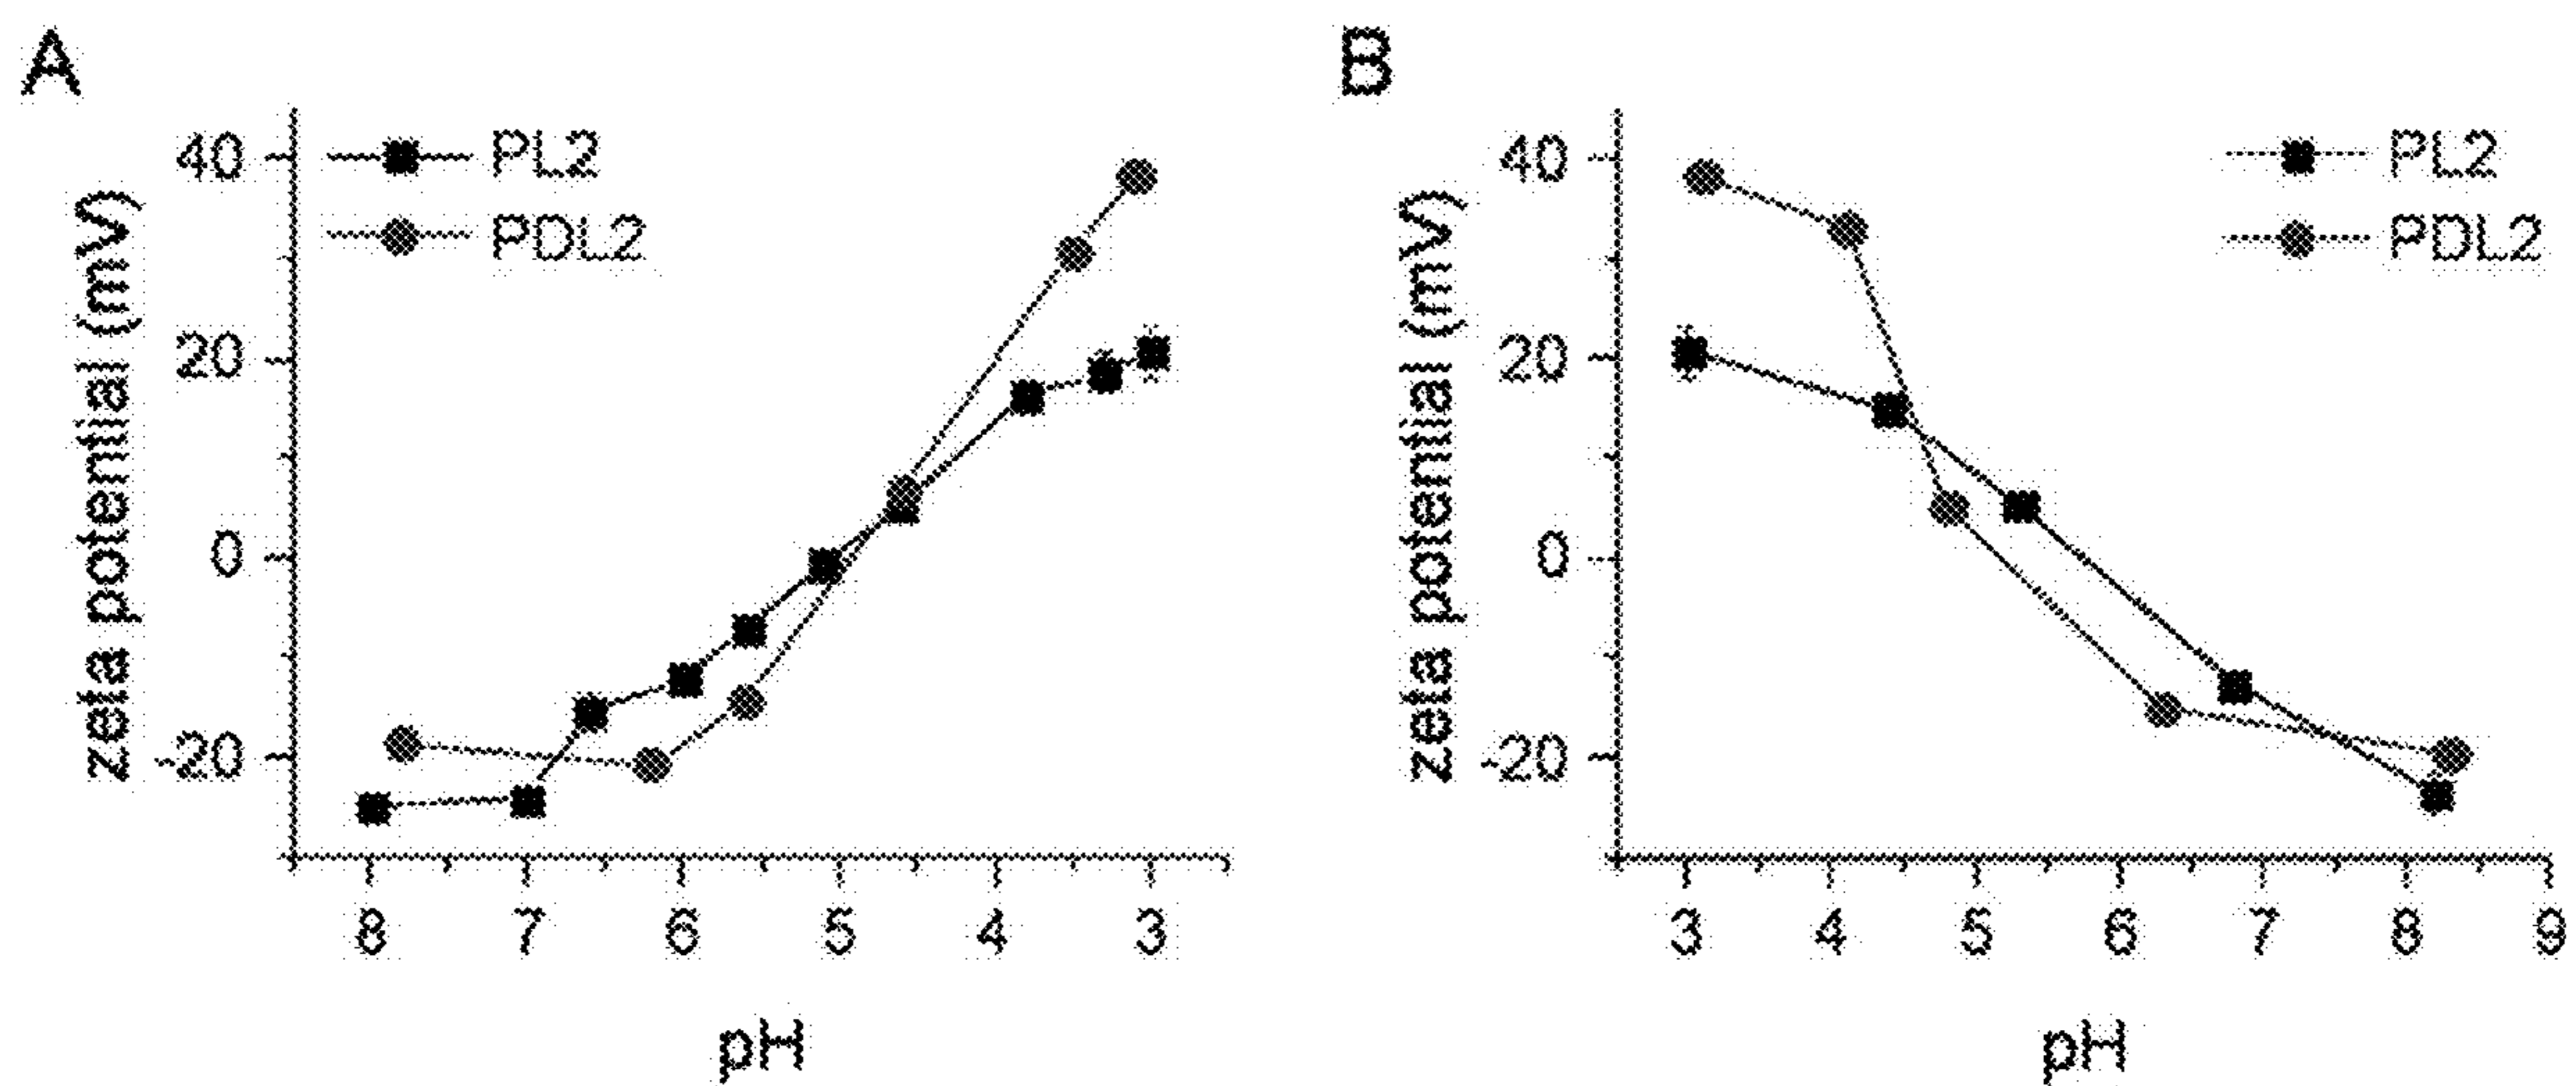 A
zeta potential (mV)
40
20
0
-20
PL2
PDL2
8 7 6 5 4 3
pH
B
zeta potential (mV)
40
20
0
-20
PL2
PDL2
3 4 5 6 7 8 9
pH